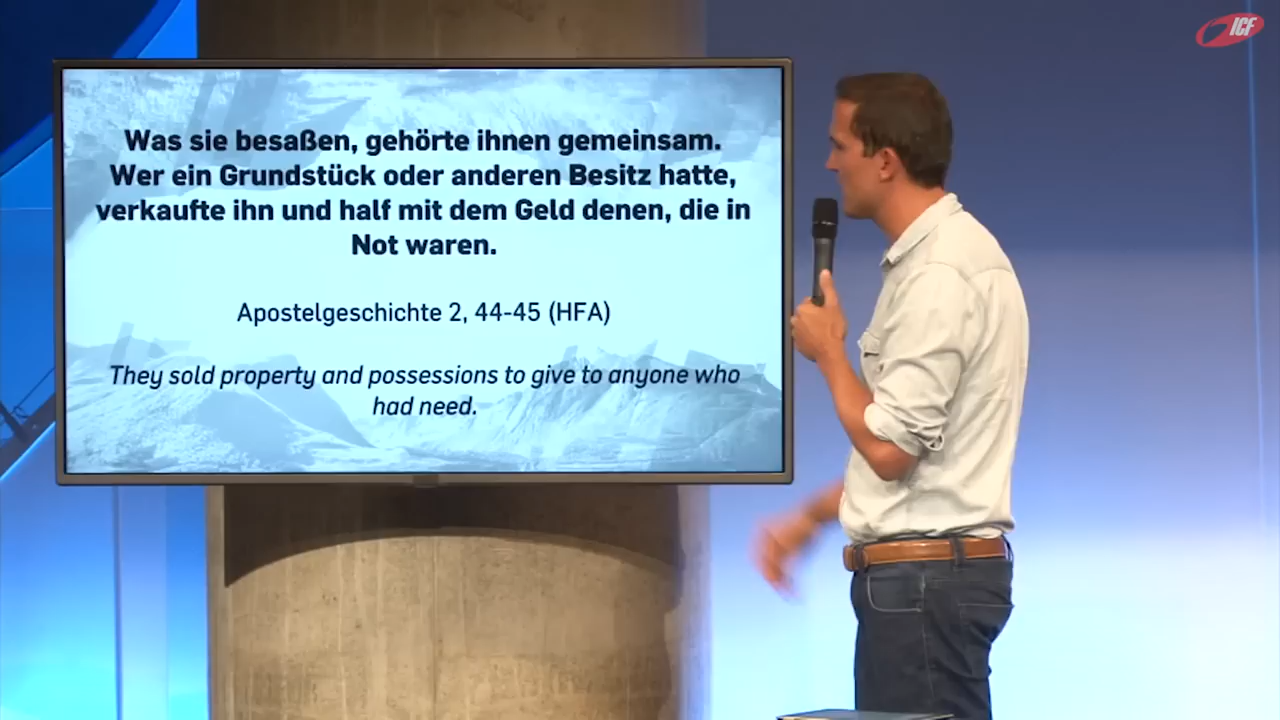 ICF
Was sie besaßen, gehörte ihnen gemeinsam.
Wer ein Grundstück oder anderen Besitz hatte,
verkaufte ihn und half mit dem Geld denen, die in
Not waren.
Apostelgeschichte 2, 44-45 (HFA)
They sold property and possessions to give to anyone who
had need.